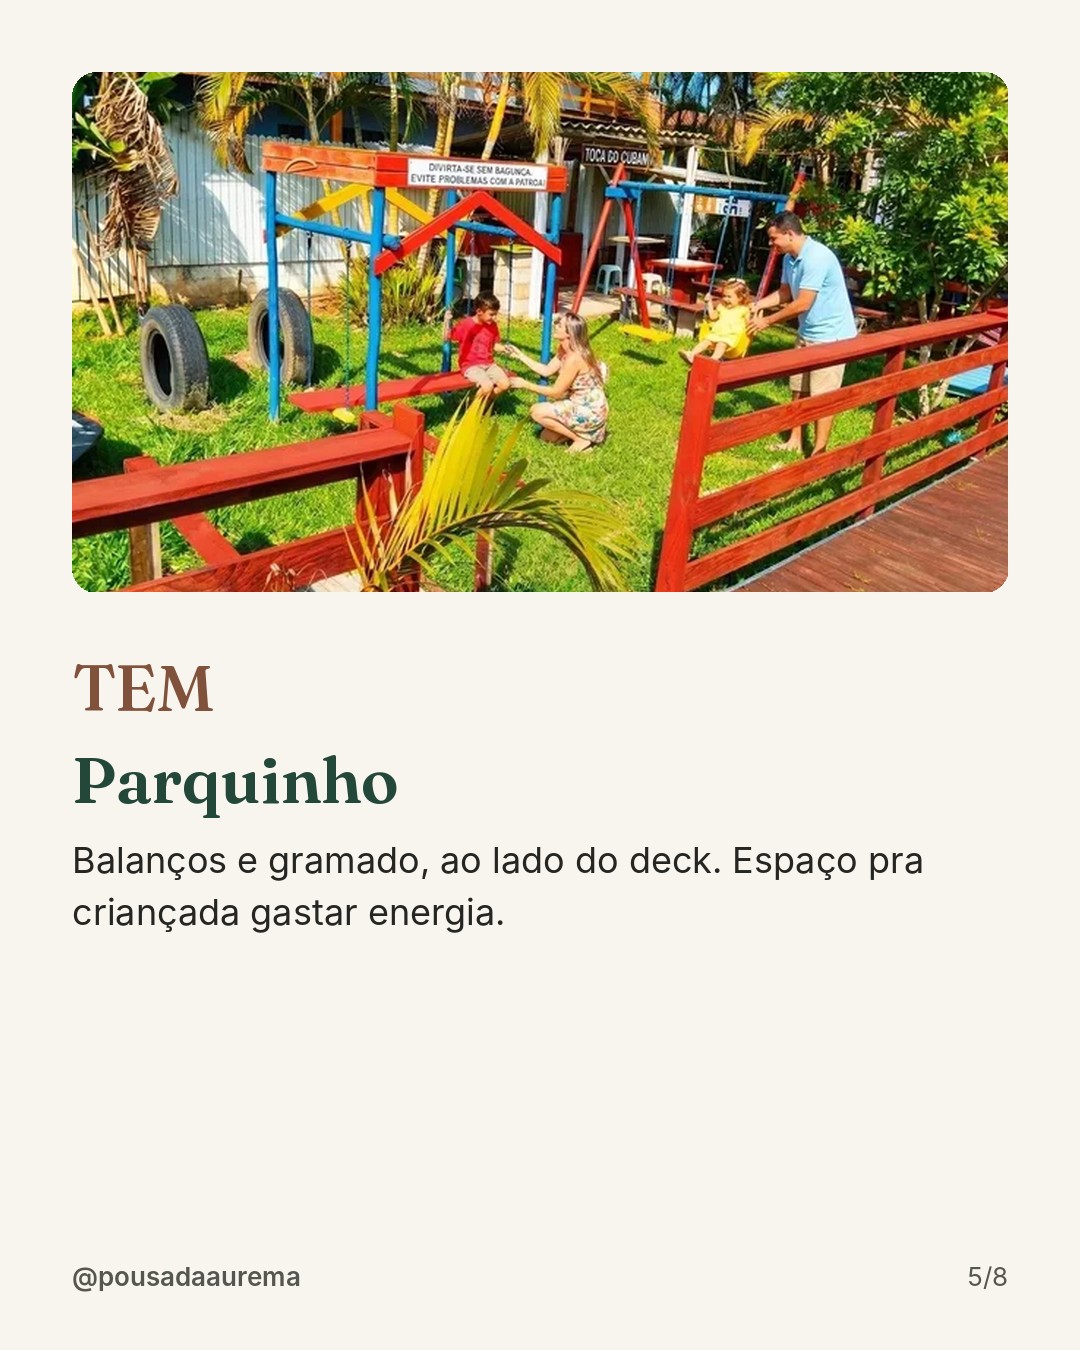 DIVIRTA-SE SEM BAGUNÇA.
EVITE PROBLEMAS COM A PATROA!
TOCA DO CUBANO
TEM
Parquinho
Balanços e gramado, ao lado do deck. Espaço pra
criançada gastar energia.
@pousadaaurema
5/8